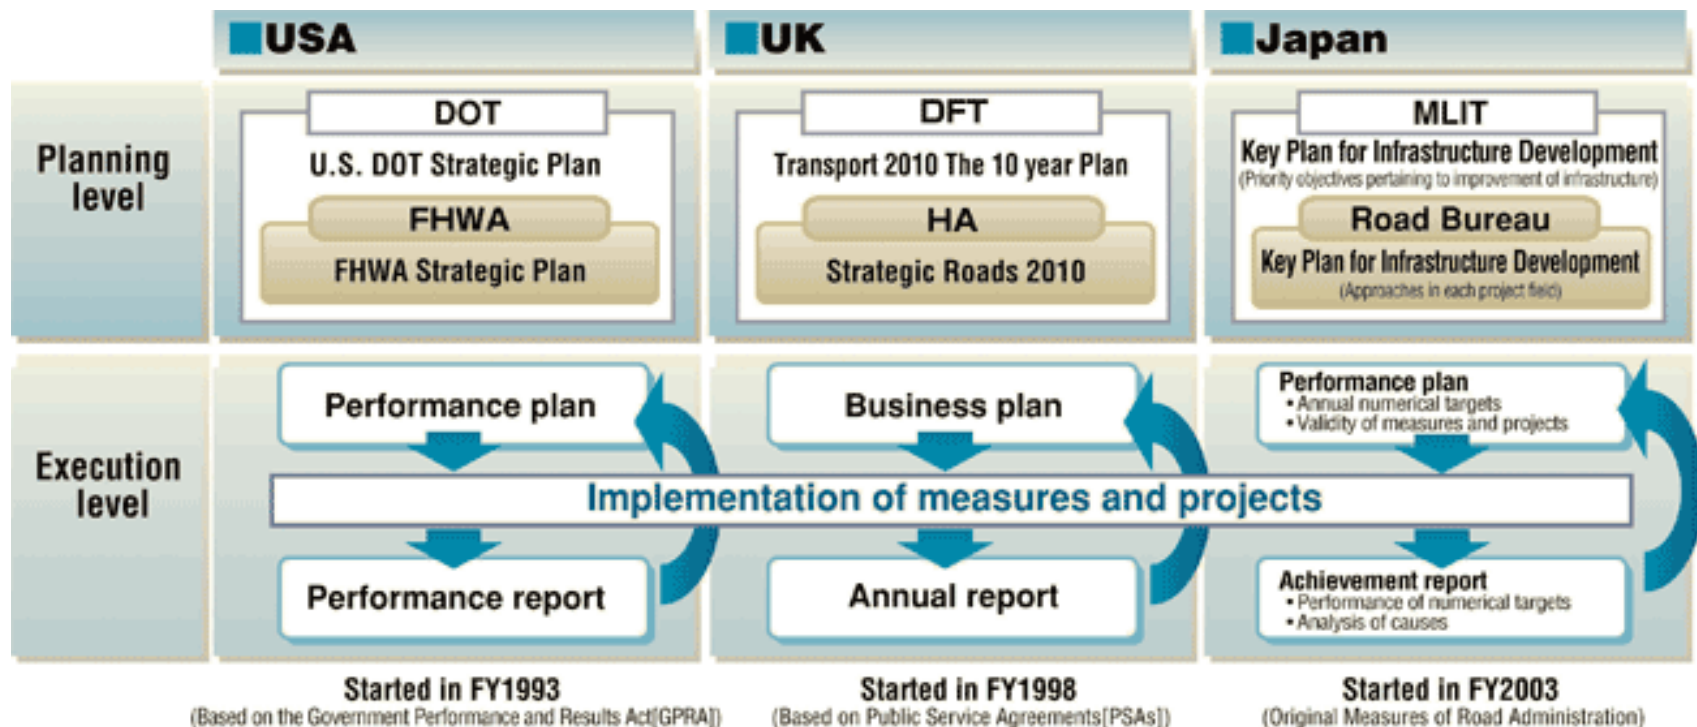 USA
UK
Japan
Planning
level
DOT
U.S. DOT Strategic Plan
FHWA
FHWA Strategic Plan
DFT
Transport 2010 The 10 year Plan
HA
Strategic Roads 2010
MLIT
Key Plan for Infrastructure Development
(Priority objectives pertaining to improvement of infrastructure)
Road Bureau
Key Plan for Infrastructure Development
(Approaches in each project field)
Execution
level
Performance plan
Business plan
Performance plan
• Annual numerical targets
• Validity of measures and projects
Implementation of measures and projects
Performance report
Annual report
Achievement report
• Performance of numerical targets
• Analysis of causes
Started in FY1993
(Based on the Government Performance and Results Act[GPRA])
Started in FY1998
(Based on Public Service Agreements[PSAs])
Started in FY2003
(Original Measures of Road Administration)